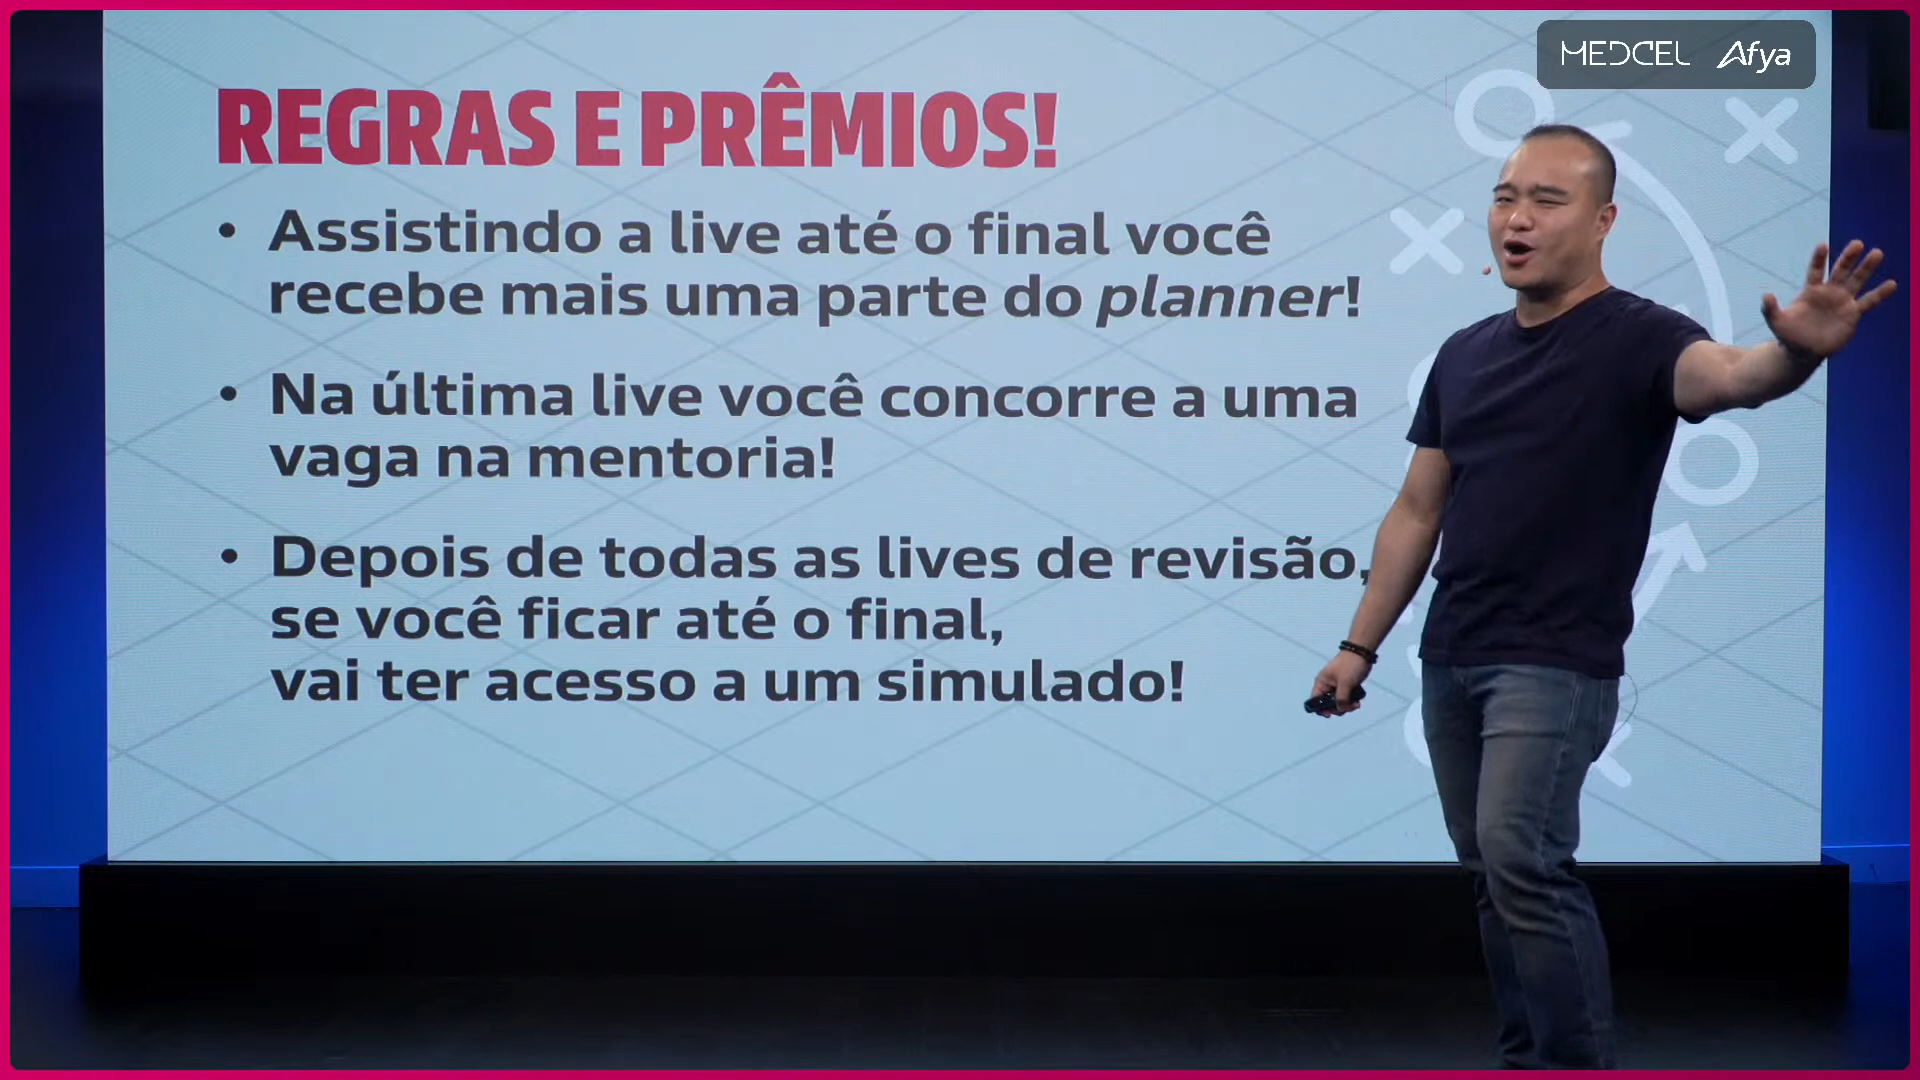 MEDCEL Afya
REGRAS E PRÊMIOS!
• Assistindo a live até o final você
recebe mais uma parte do planner!
• Na última live você concorre a uma
vaga na mentoria!
• Depois de todas as lives de revisão,
se você ficar até o final,
vai ter acesso a um simulado!